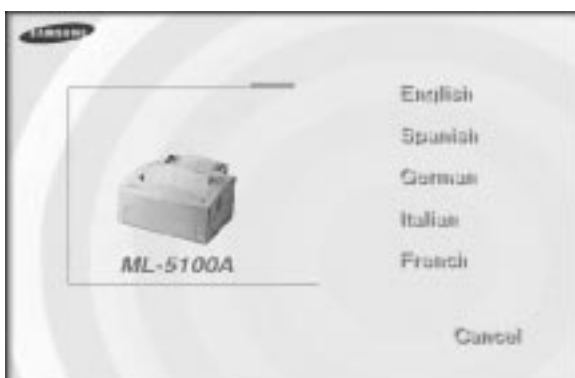 SAMSUNG
English
Spanish
German
Italian
French
ML-5100A
Cancel